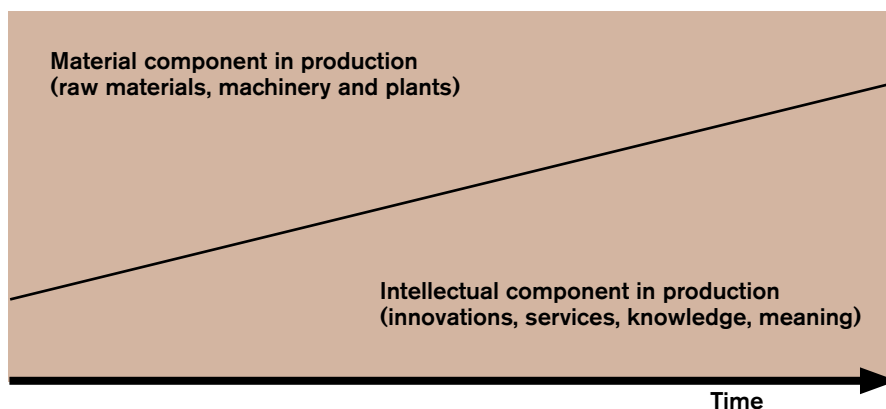 Material component in production
(raw materials, machinery and plants)
Intellectual component in production
(innovations, services, knowledge, meaning)
Time